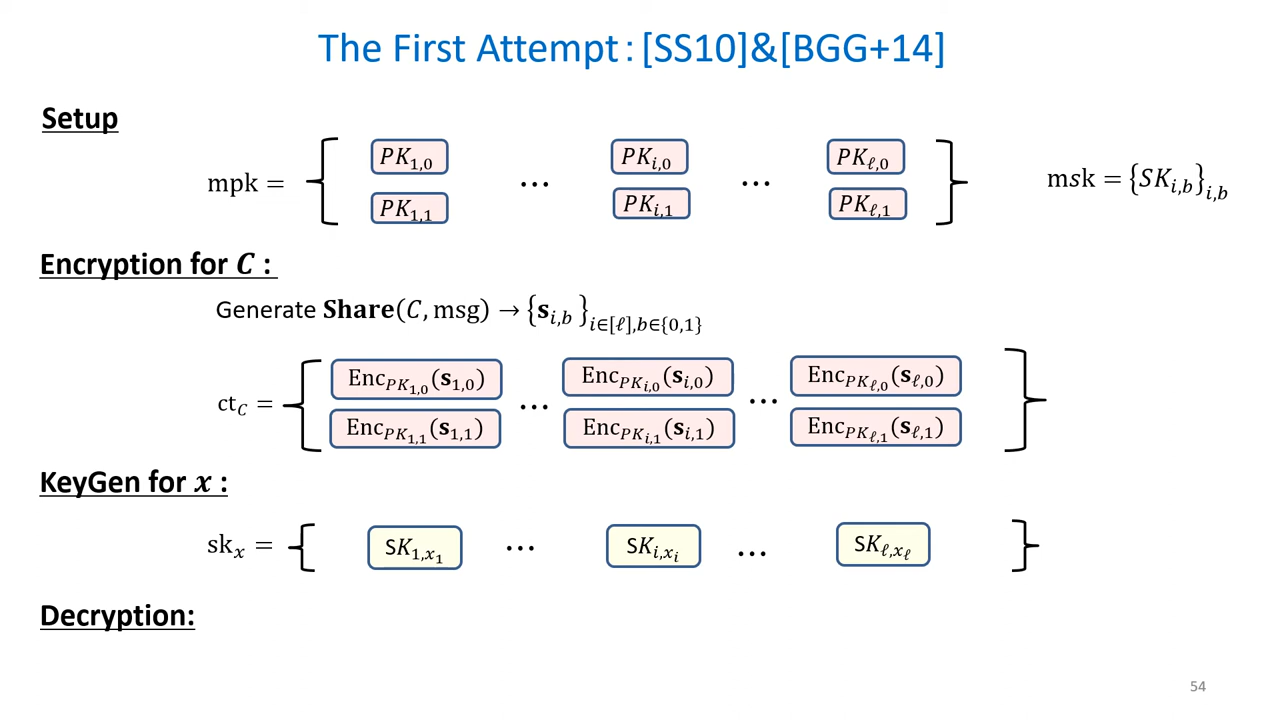 The First Attempt : [SS10]&[BGG+14]
Setup
mpk = { PK_{1,0} ... PK_{i,0} ... PK_{ℓ,0} }
PK_{1,1} PK_{i,1} PK_{ℓ,1}
msk = {SK_{i,b}}_{i,b}
Encryption for C :
Generate Share(C, msg) → {s_{i,b}}_{i∈[ℓ],b∈{0,1}}
ct_C = { Enc_{PK_{1,0}}(s_{1,0}) ... Enc_{PK_{i,0}}(s_{i,0}) ... Enc_{PK_{ℓ,0}}(s_{ℓ,0}) }
Enc_{PK_{1,1}}(s_{1,1}) Enc_{PK_{i,1}}(s_{i,1}) Enc_{PK_{ℓ,1}}(s_{ℓ,1})
KeyGen for x :
sk_x = { SK_{1,x_1} ... SK_{i,x_i} ... SK_{ℓ,x_ℓ} }
Decryption:
54